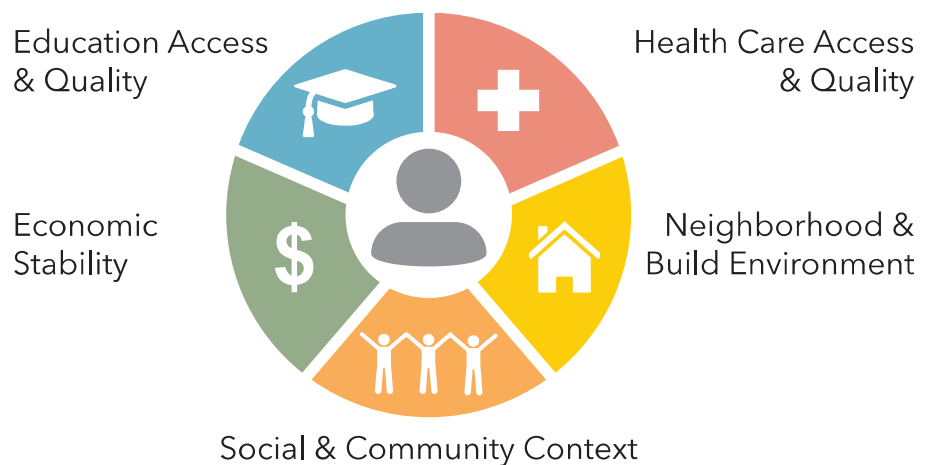 Education Access
& Quality
Health Care Access
& Quality
$
Economic
Stability
Neighborhood &
Build Environment
Social & Community Context